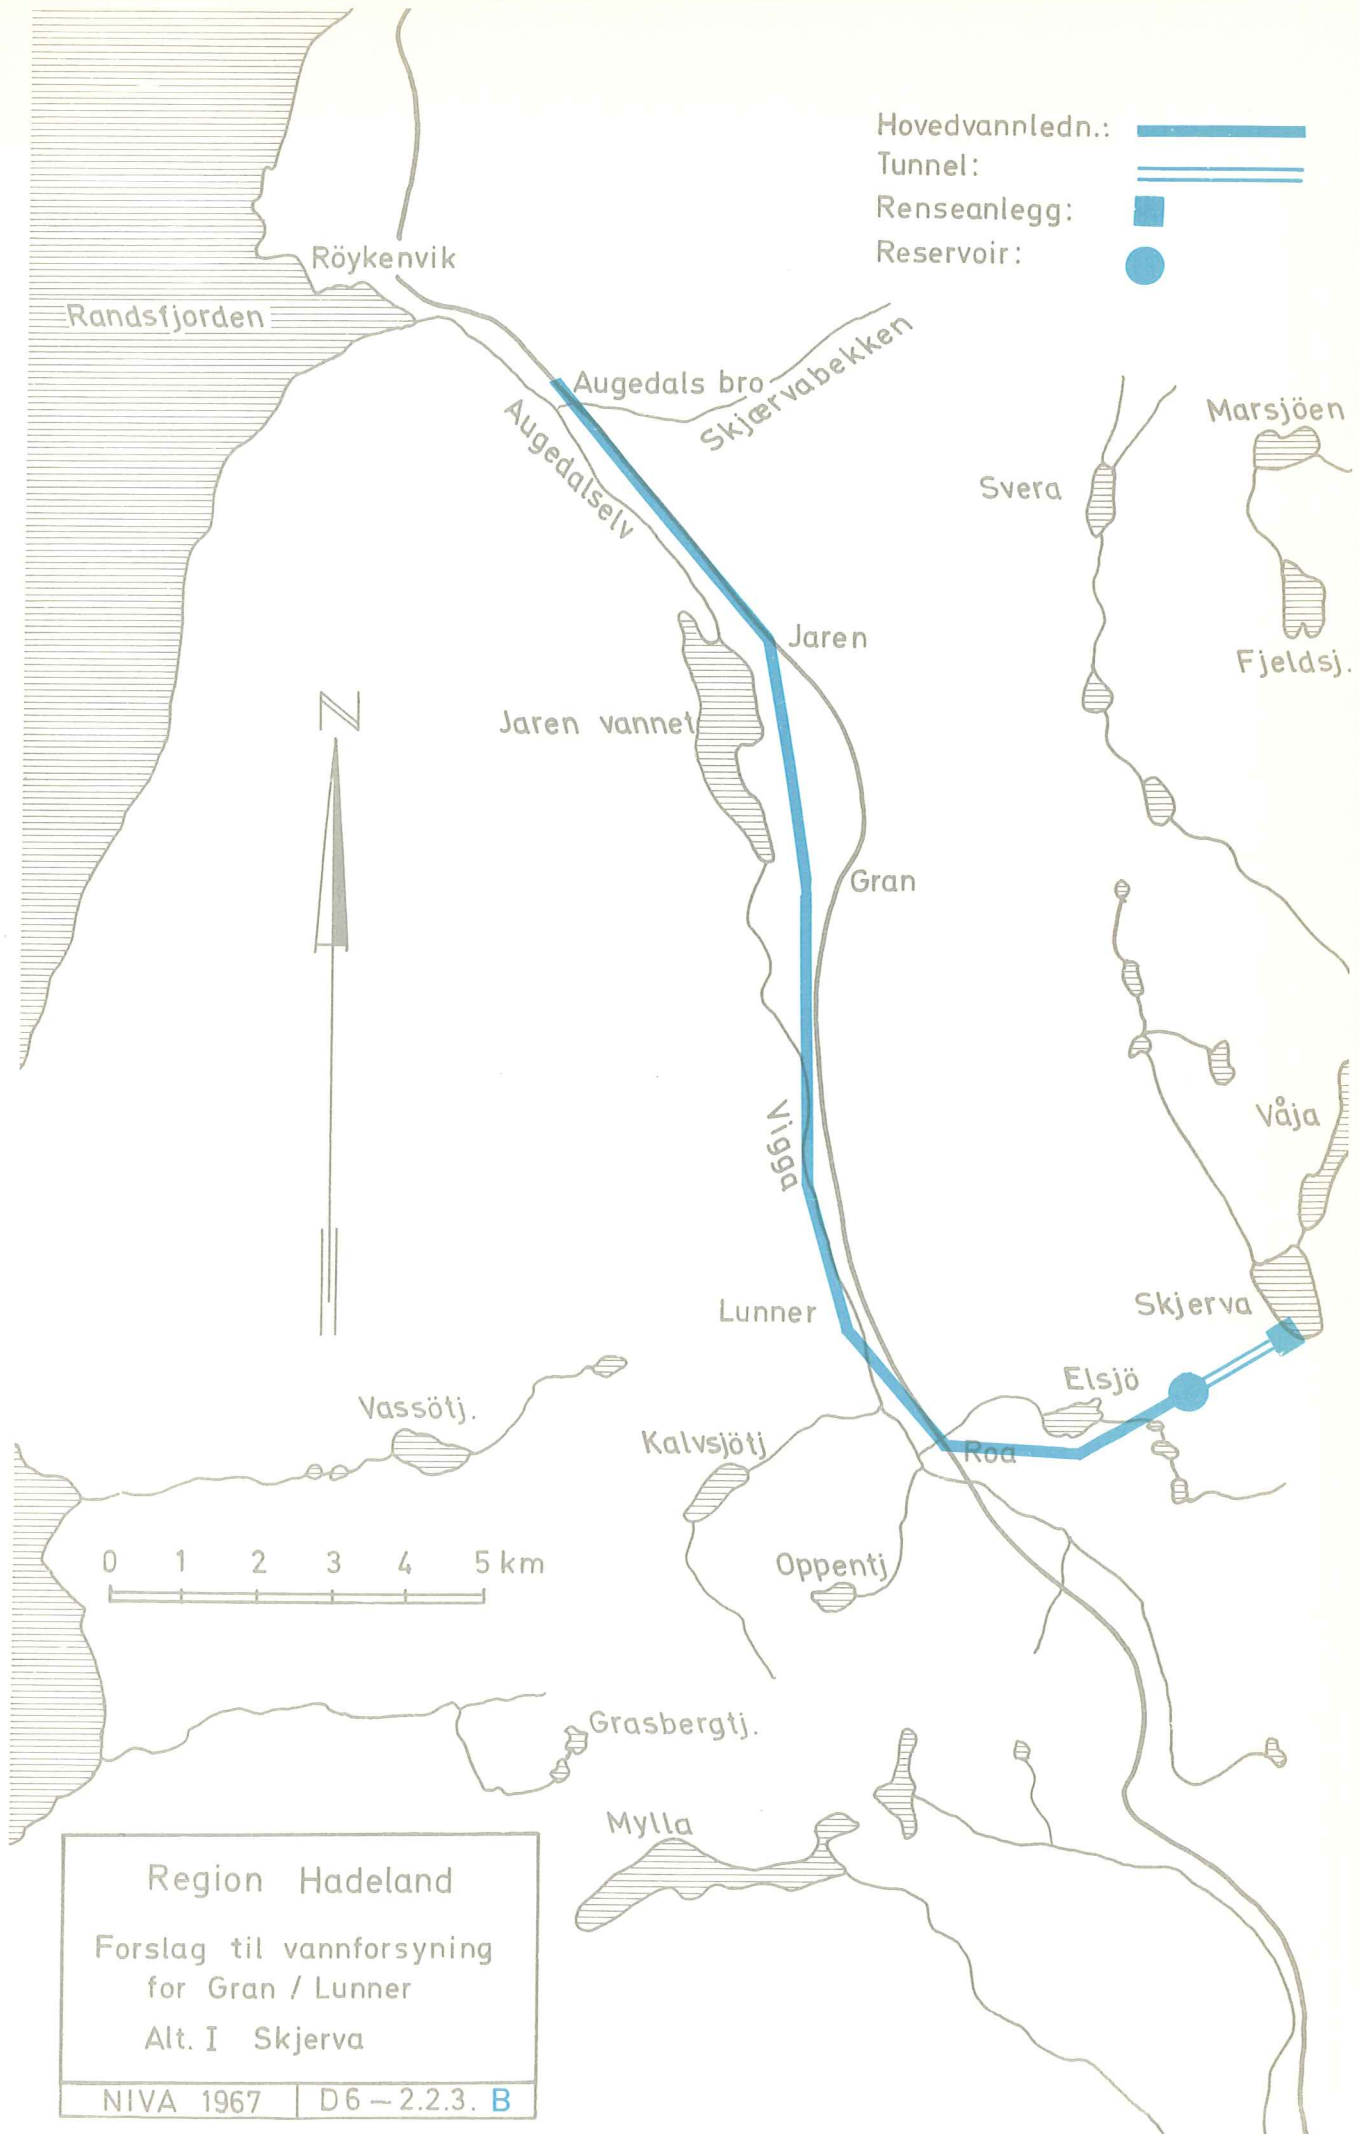 Hovedvannledn.:
Tunnel:
Renseanlegg:
Reservoir:
Röykenvik
Randsfjorden
Augedals bro
Skjærvabekken
Augedalselv
Marsjöen
Svera
Fjeldsj.
Jaren
N
Jaren vannet
Gran
Våja
Vigga
Skjerva
Lunner
Elsjö
Vassötj.
Kalvsjötj
Roa
0 1 2 3 4 5 km
Oppentj
Grasbergtj.
Mylla
Region Hadeland
Forslag til vannforsyning
for Gran / Lunner
Alt. I Skjerva
NIVA 1967 D6-2.2.3. B